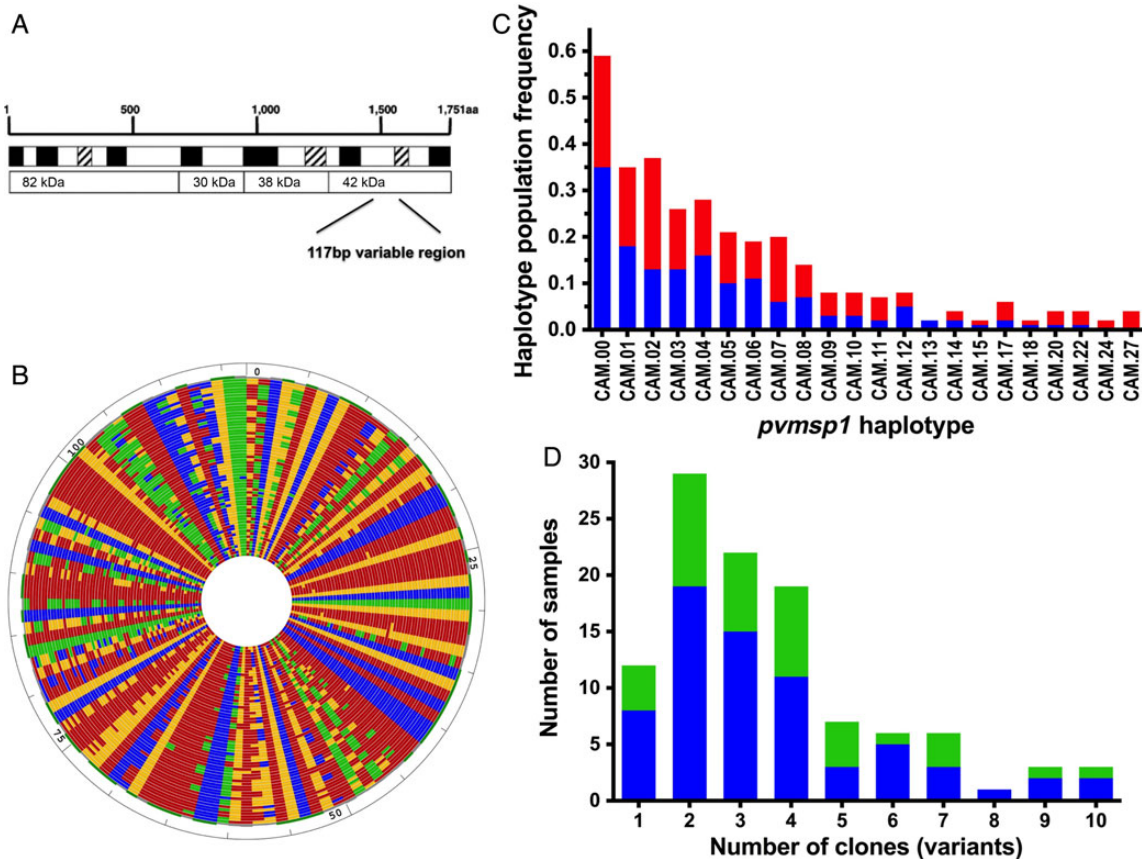 A
1 500 1,000 1,500 1,751aa
82 kDa 30 kDa 38 kDa 42 kDa
117bp variable region
B
0
25
50
75
100
C
Haplotype population frequency
0.6
0.5
0.4
0.3
0.2
0.1
0.0
CAM.00
CAM.01
CAM.02
CAM.03
CAM.04
CAM.05
CAM.06
CAM.07
CAM.08
CAM.09
CAM.10
CAM.11
CAM.12
CAM.13
CAM.14
CAM.15
CAM.17
CAM.18
CAM.20
CAM.22
CAM.24
CAM.27
pvmsp1 haplotype
D
Number of samples
30
25
20
15
10
5
0
1 2 3 4 5 6 7 8 9 10
Number of clones (variants)